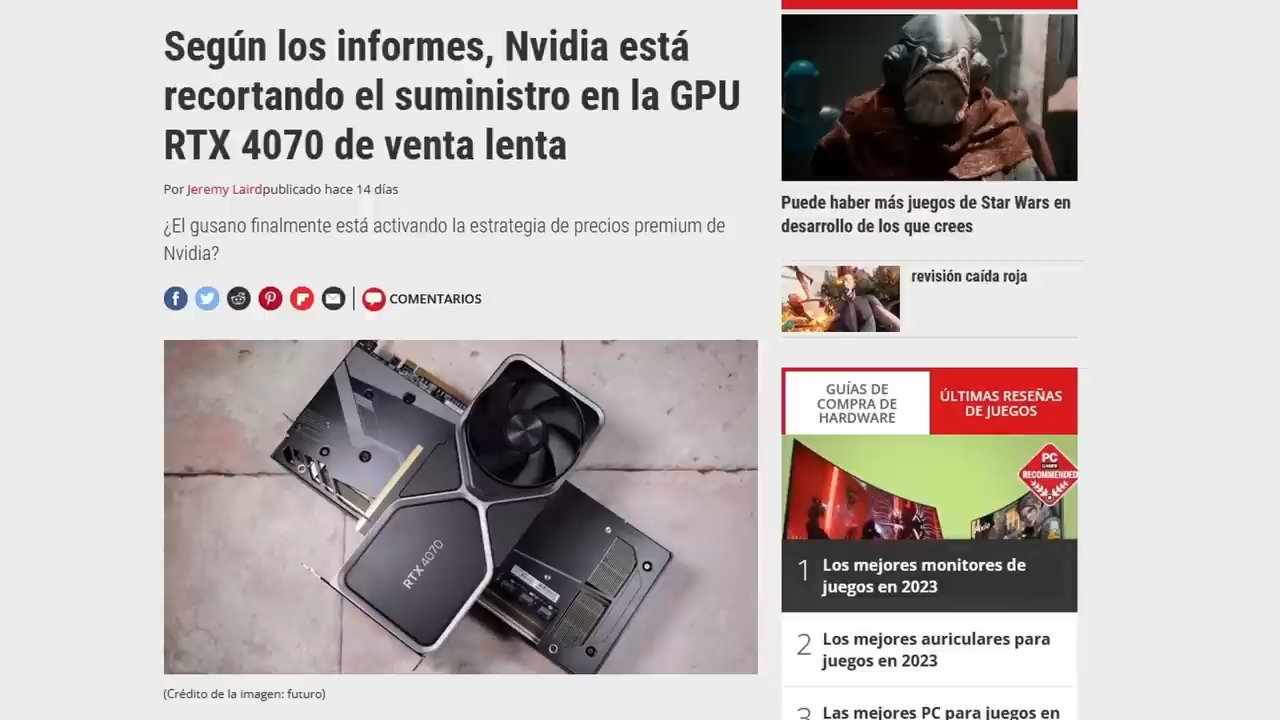 Según los informes, Nvidia está
recortando el suministro en la GPU
RTX 4070 de venta lenta
Por Jeremy Lairdpublicado hace 14 días
¿El gusano finalmente está activando la estrategia de precios premium de
Nvidia?
COMENTARIOS
RTX 4070
(Crédito de la imagen: futuro)
Puede haber más juegos de Star Wars en
desarrollo de los que crees
revisión caída roja
GUÍAS DE
COMPRA DE
HARDWARE
ÚLTIMAS RESEÑAS
DE JUEGOS
PC
GAMER
RECOMMENDED
1 Los mejores monitores de
juegos en 2023
2 Los mejores auriculares para
juegos en 2023
3 Las mejores PC para juegos en